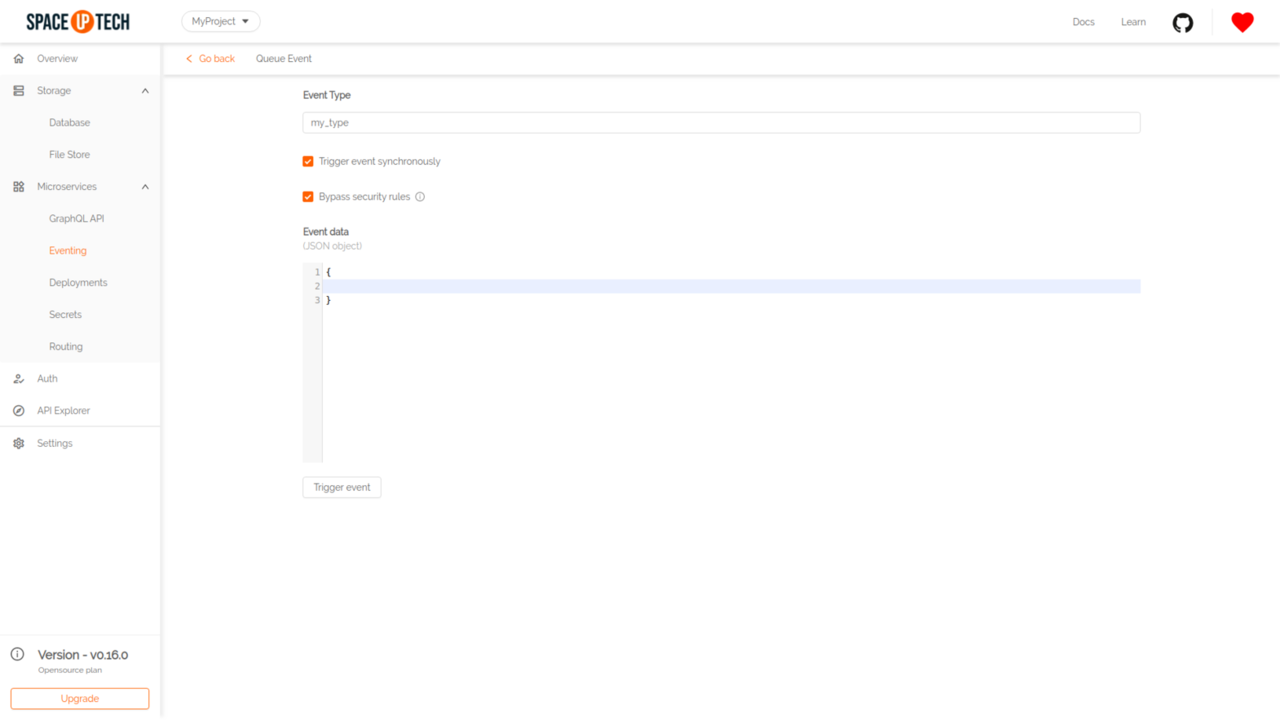 SPACE UP TECH
MyProject
Docs
Learn
Overview
Storage
Database
File Store
Microservices
GraphQL API
Eventing
Deployments
Secrets
Routing
Auth
API Explorer
Settings
Version - v0.16.0
Opensource plan
Upgrade
Go back
Queue Event
Event Type
my_type
Trigger event synchronously
Bypass security rules
Event data
(JSON object)
1 {
2
3 }
Trigger event